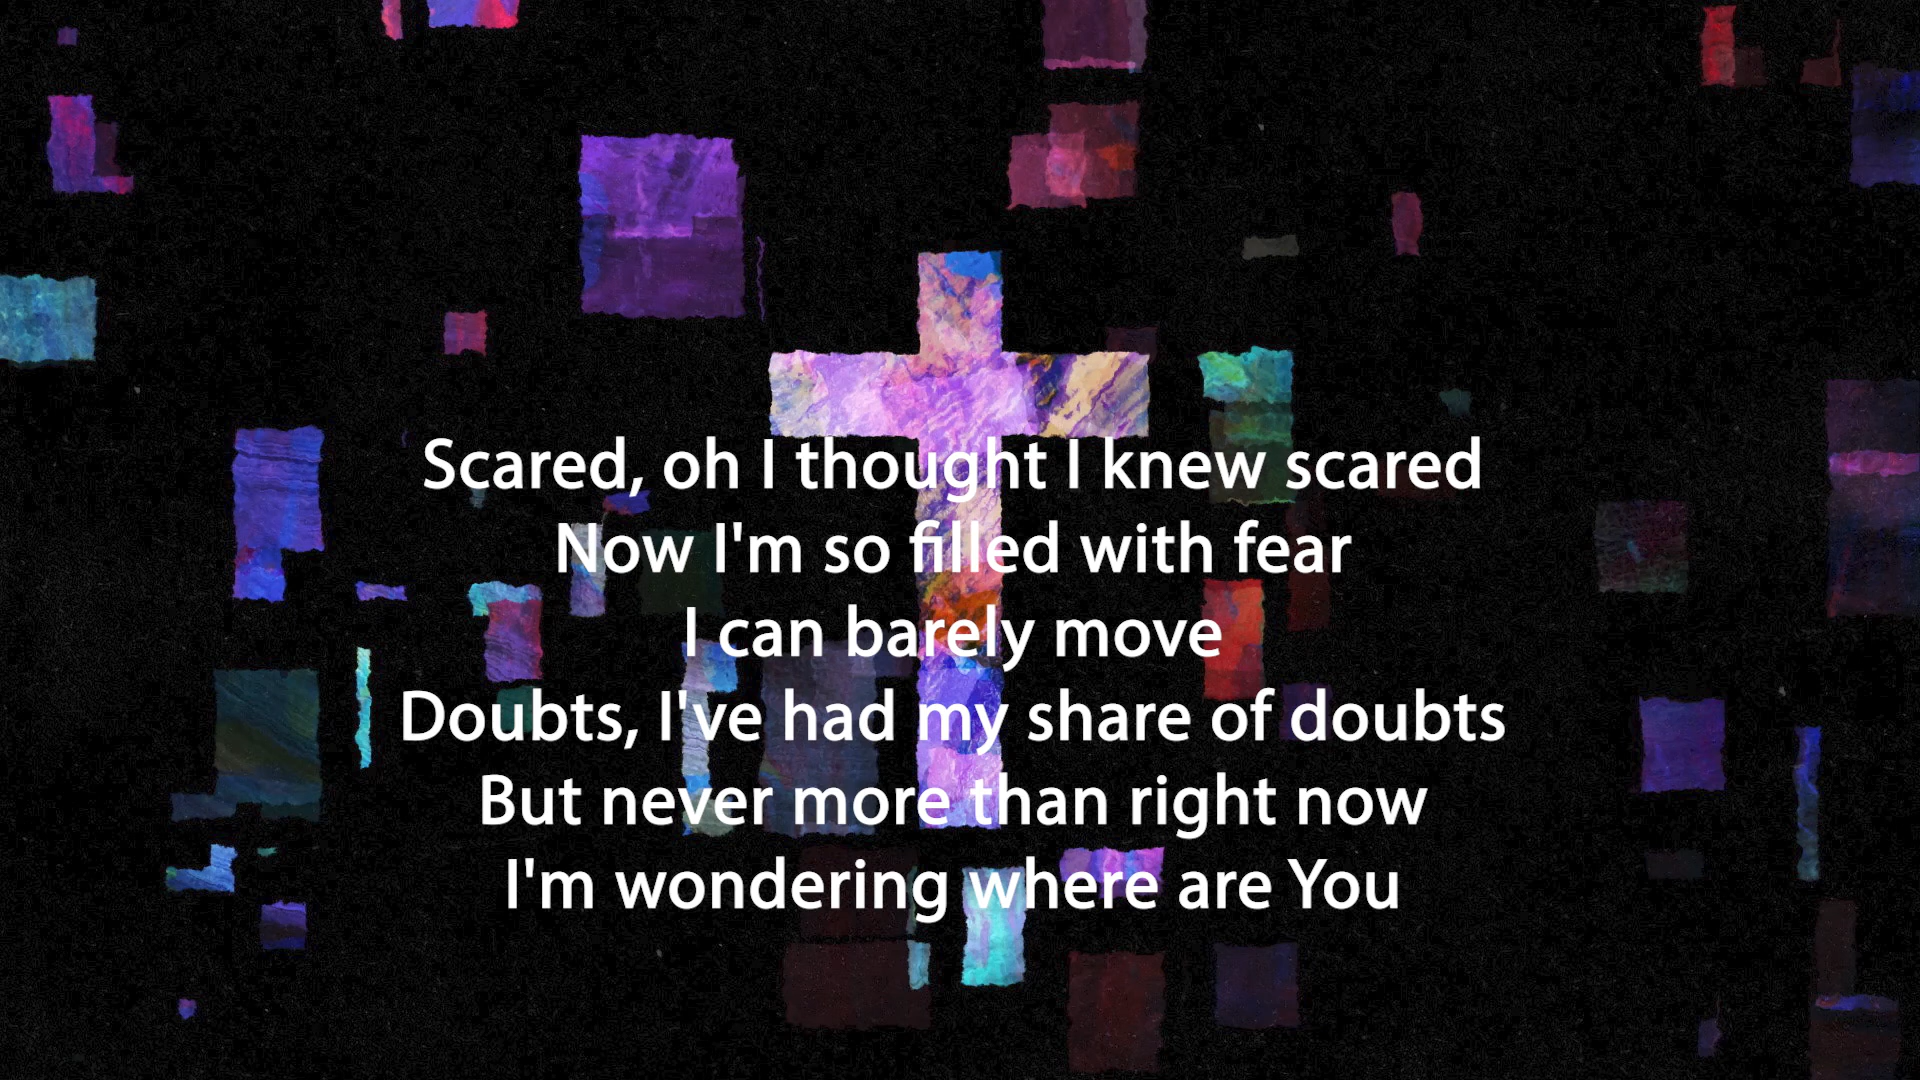 Scared, oh I thought I knew scared
Now I'm so filled with fear
I can barely move
Doubts, I've had my share of doubts
But never more than right now
I'm wondering where are You